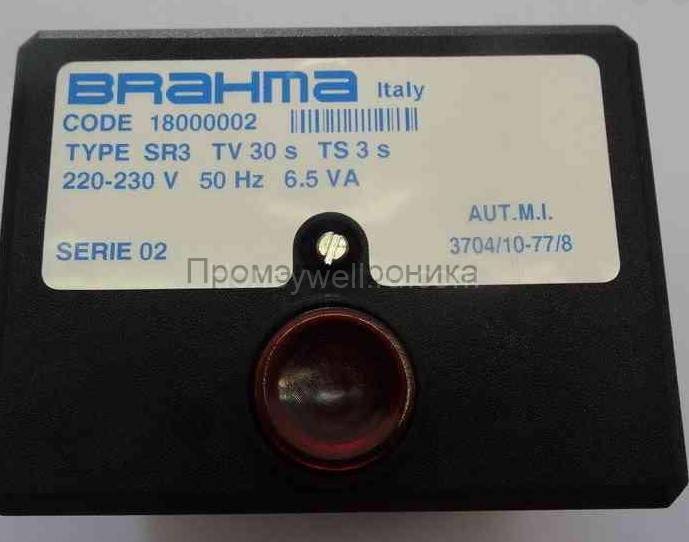 BRAHMA Italy
CODE 18000002
TYPE SR3 TV 30 s TS 3 s
220-230 V 50 Hz 6.5 VA
AUT.M.I.
SERIE 02 3704/10-77/8